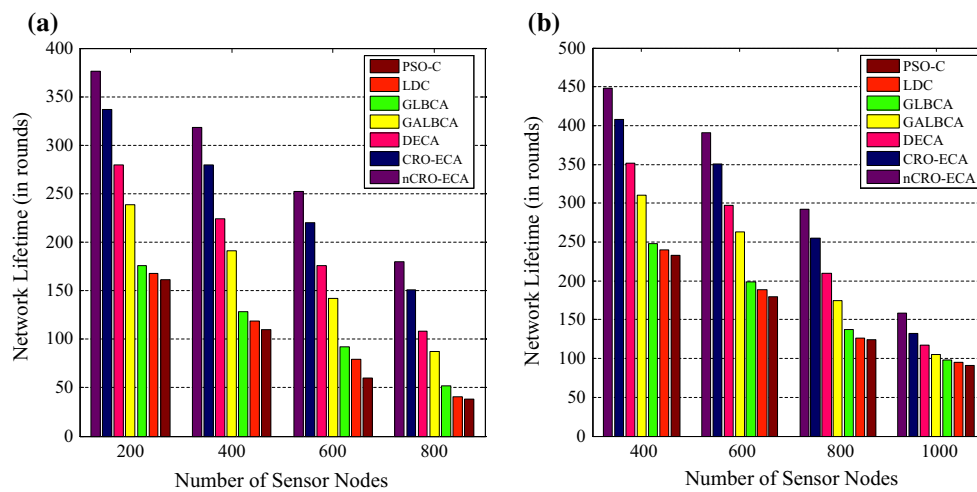 (a)
Network Lifetime (in rounds)
400
350
300
250
200
150
100
50
0
PSO-C
LDC
GLBCA
GALBCA
DECA
CRO-ECA
nCRO-ECA
200 400 600 800
Number of Sensor Nodes
(b)
Network Lifetime (in rounds)
500
450
400
350
300
250
200
150
100
50
0
PSO-C
LDC
GLBCA
GALBCA
DECA
CRO-ECA
nCRO-ECA
400 600 800 1000
Number of Sensor Nodes